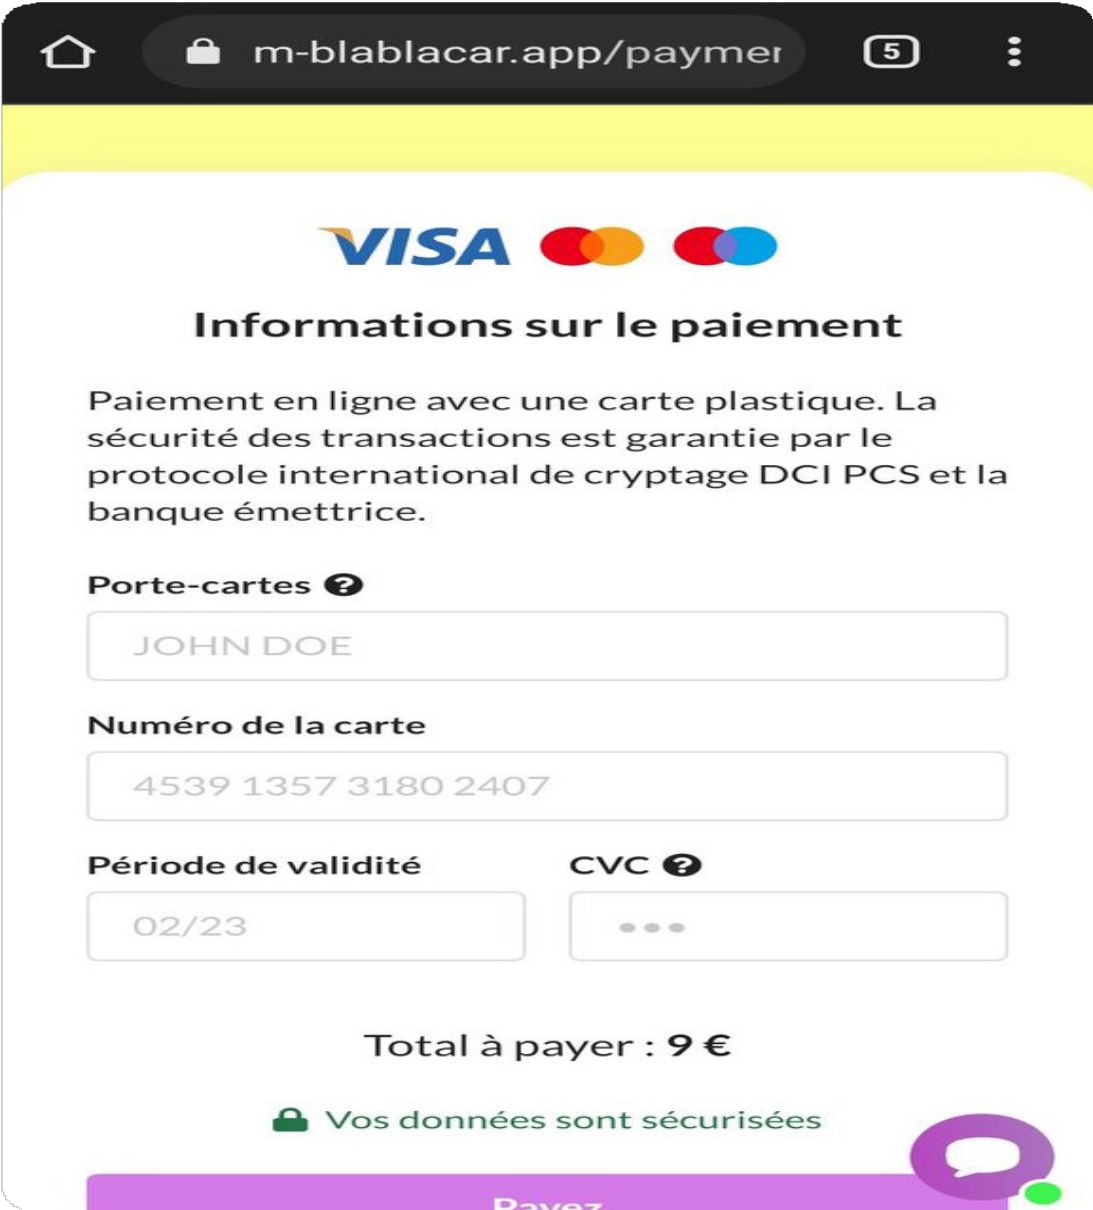 m-blablacar.app/paymer
5
VISA
Informations sur le paiement
Paiement en ligne avec une carte plastique. La
sécurité des transactions est garantie par le
protocole international de cryptage DCI PCS et la
banque émettrice.
Porte-cartes ?
JOHN DOE
Numéro de la carte
4539 1357 3180 2407
Période de validité CVC ?
02/23 •••
Total à payer : 9 €
Vos données sont sécurisées
Payez